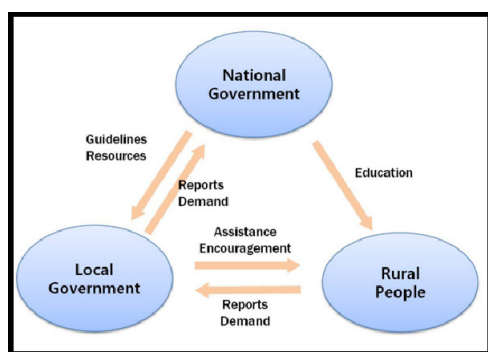 National
Government
Guidelines
Resources
Reports
Demand
Education
Assistance
Encouragement
Local
Government
Rural
People
Reports
Demand